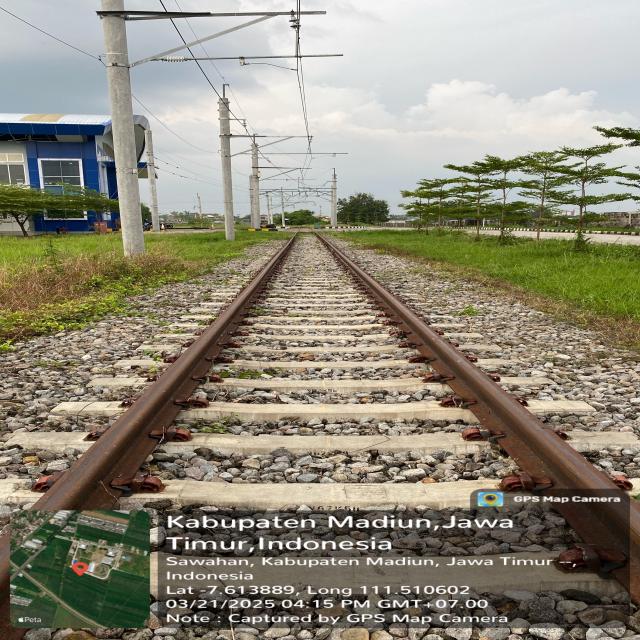 GPS Map Camera
Kabupaten Madiun,Jawa
Timur,Indonesia
Sawahan, Kabupaten Madiun, Jawa Timur --,
Indonesia
Lat -7.613889, Long 111.510602
03/21/2025 04:15 PM GMT+07.00
Note : Captured by GPS Map Camera
Peta